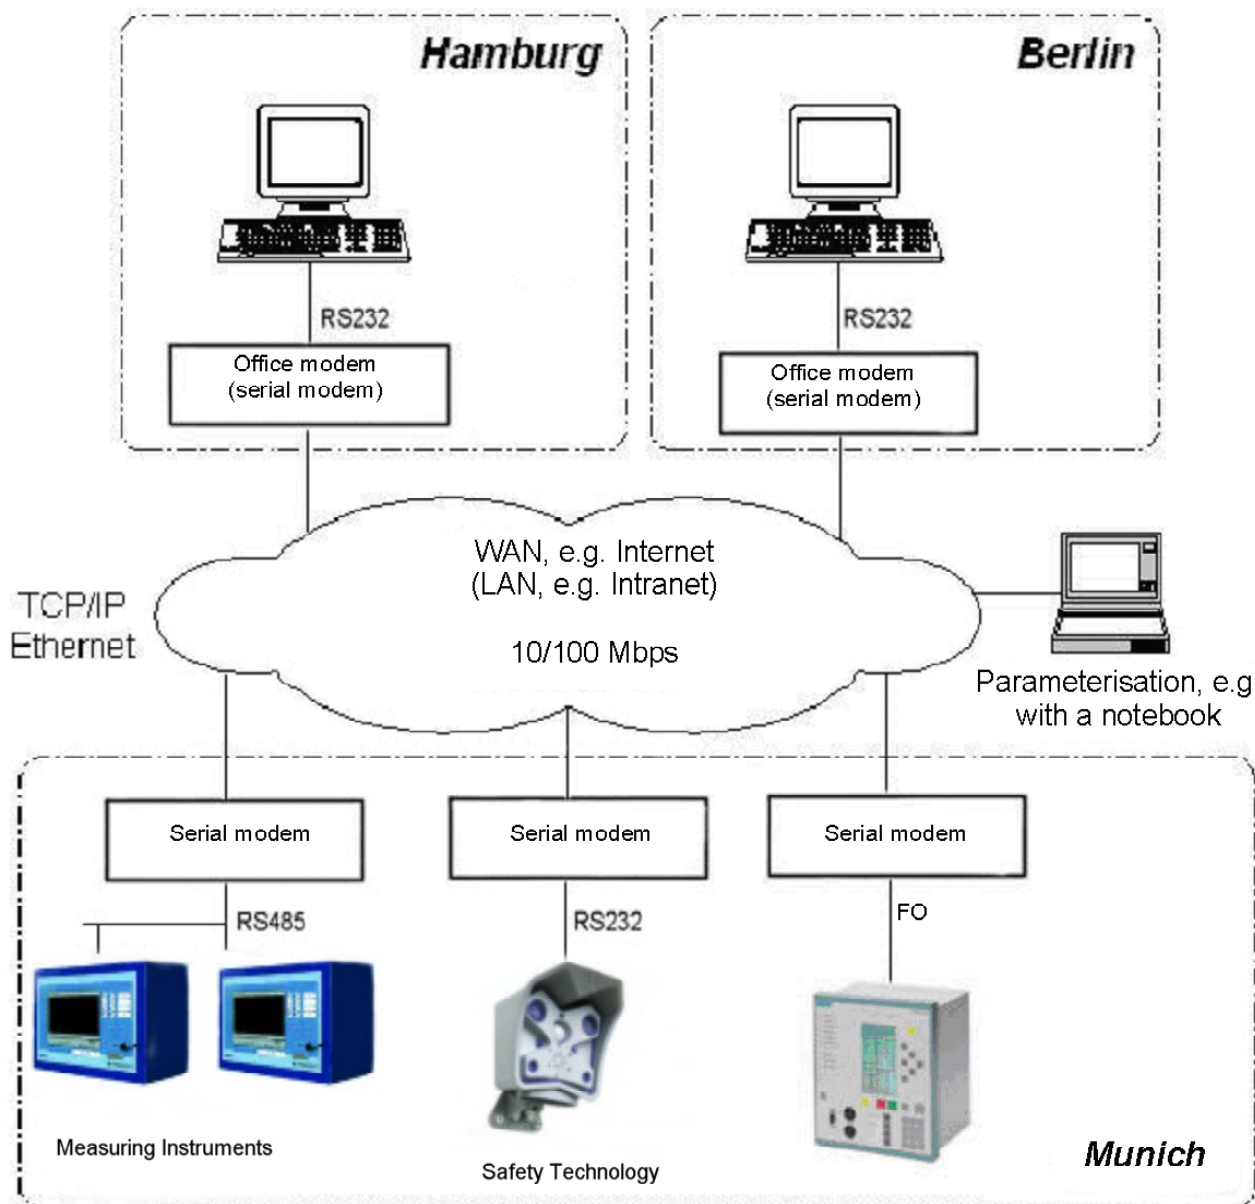 Hamburg
Berlin
RS232
RS232
Office modem
(serial modem)
Office modem
(serial modem)
WAN, e.g. Internet
(LAN, e.g. Intranet)
10/100 Mbps
TCP/IP
Ethernet
Parameterisation, e.g
with a notebook
Serial modem
Serial modem
Serial modem
RS485
RS232
FO
Measuring Instruments
Safety Technology
Munich